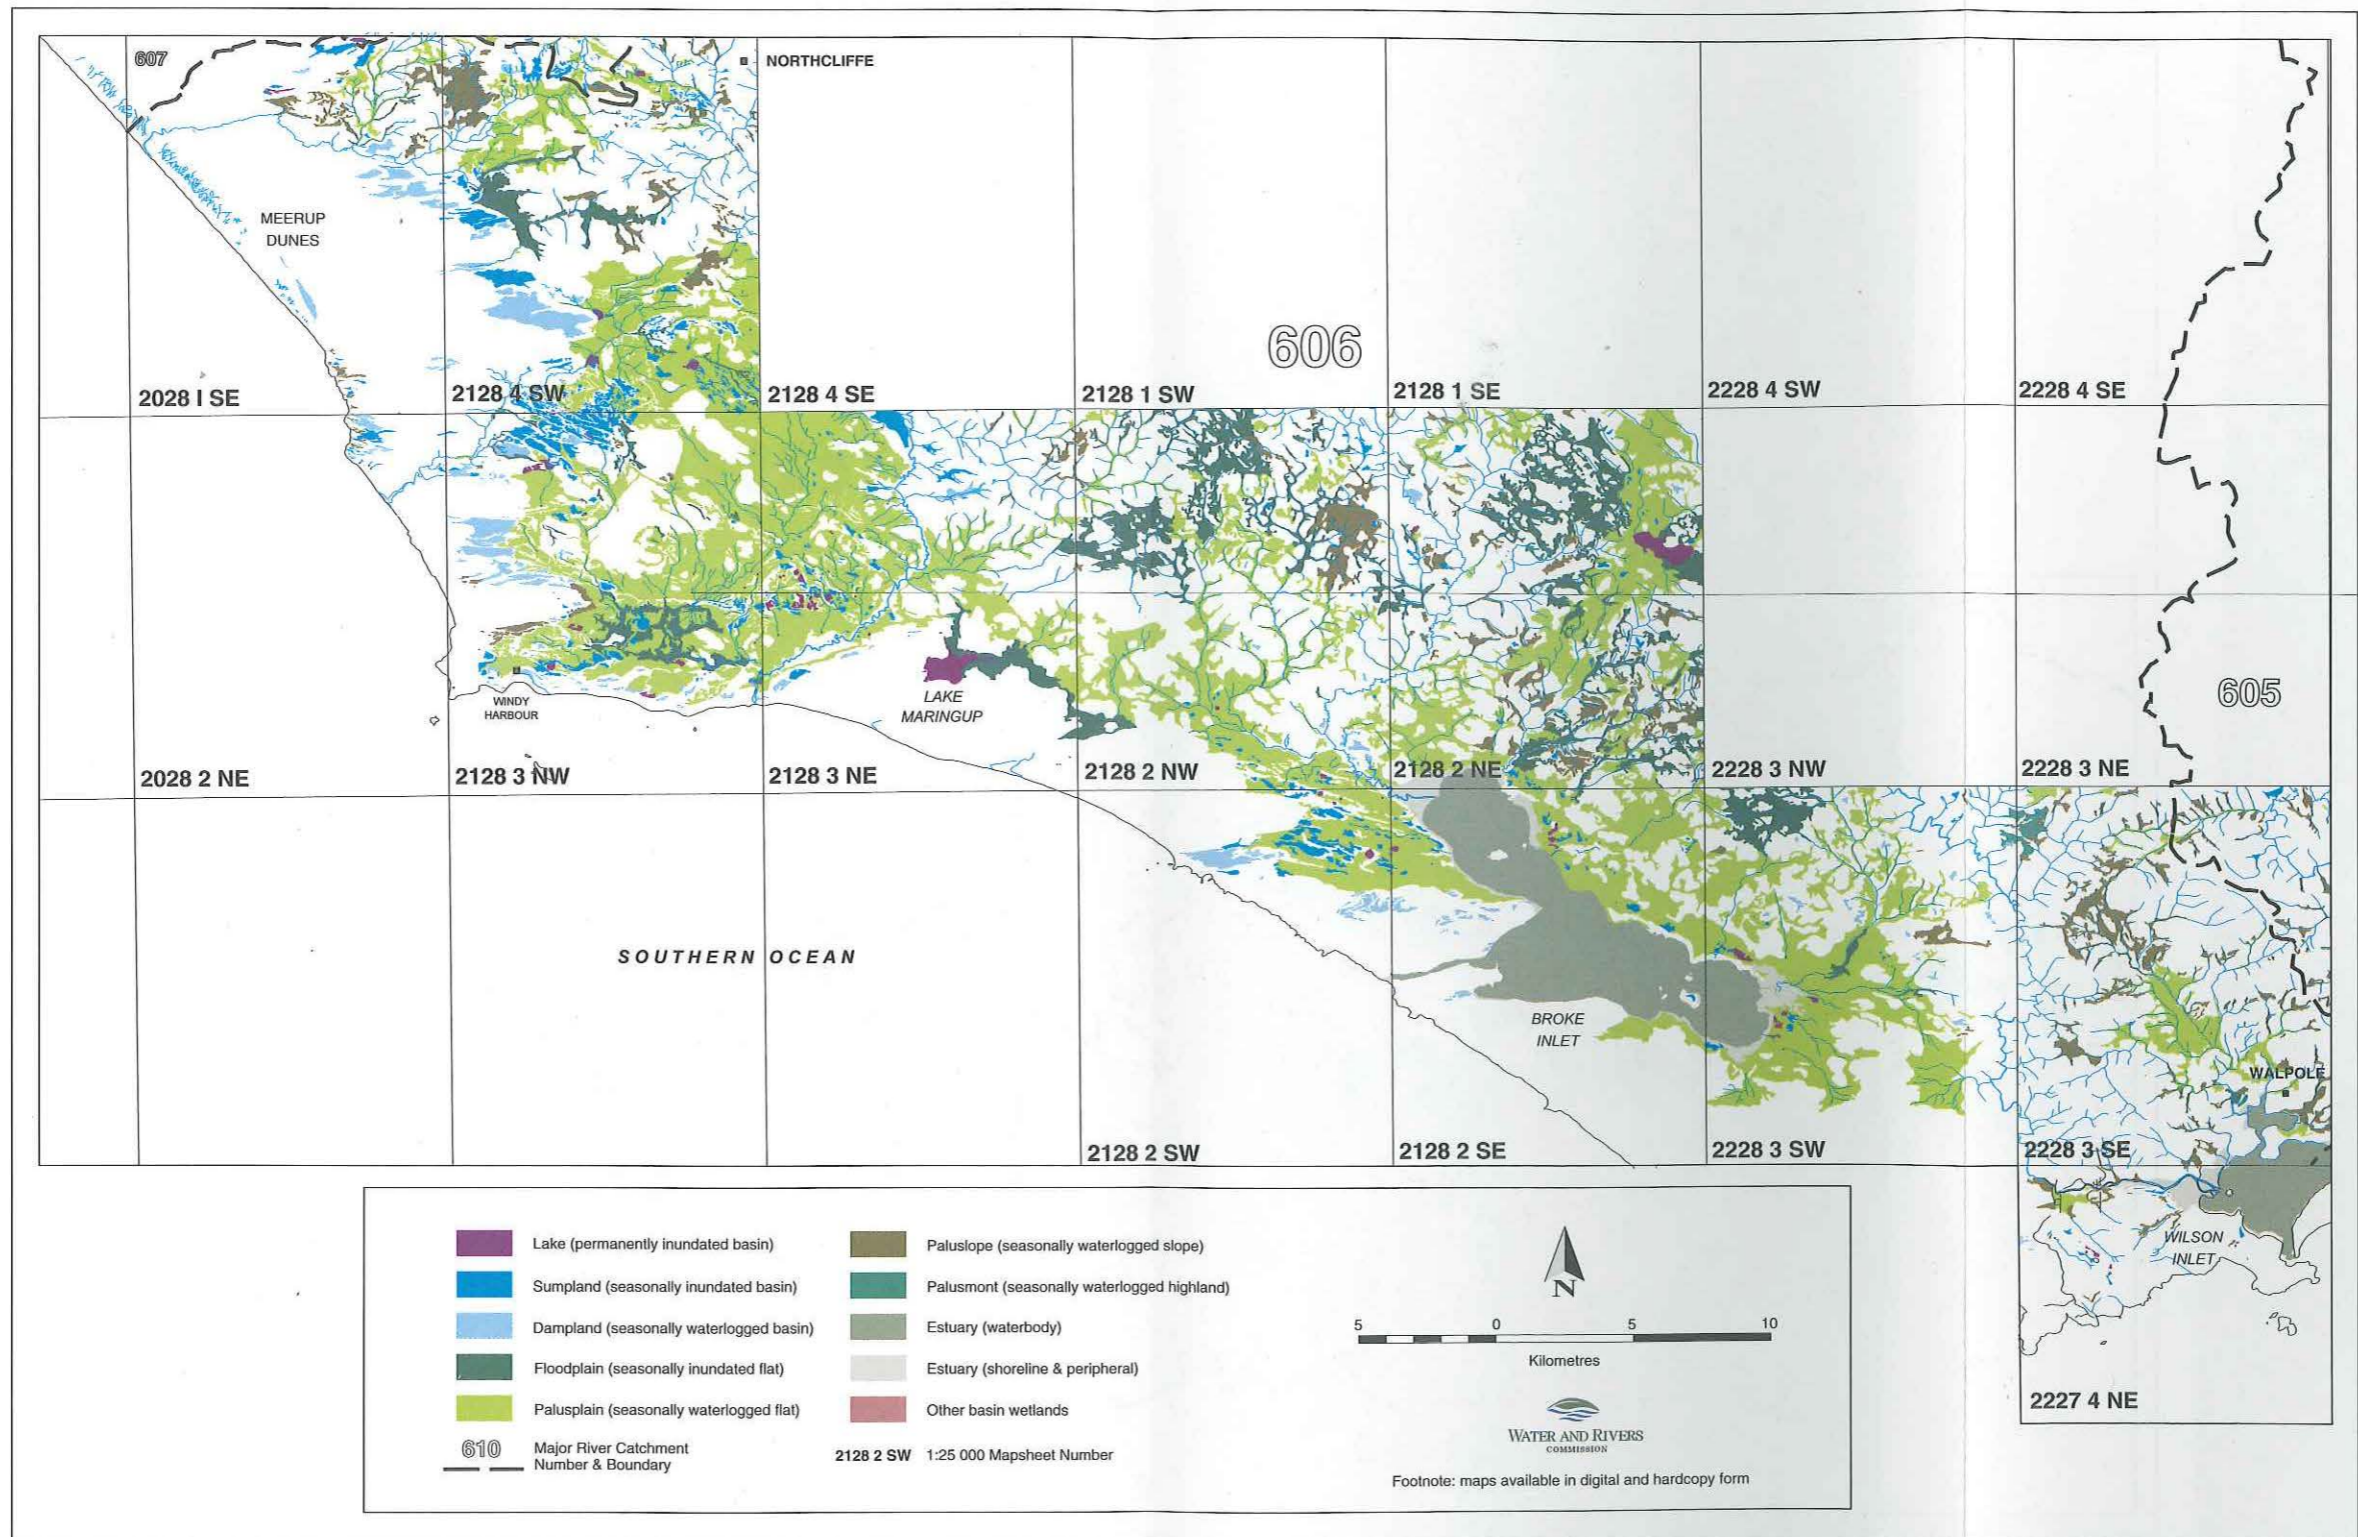 607
NORTHCLIFFE
MEERUP
DUNES
606
2028 I SE
2128 4 SW
2128 4 SE
2128 1 SW
2128 1 SE
2228 4 SW
2228 4 SE
605
LAKE
MARINGUP
WINDY
HARBOUR
2028 2 NE
2128 3 NW
2128 3 NE
2128 2 NW
2128 2 NE
2228 3 NW
2228 3 NE
SOUTHERN OCEAN
BROKE
INLET
WALPOLE
2128 2 SW
2128 2 SE
2228 3 SW
2228 3 SE
WILSON
INLET
2227 4 NE
Lake (permanently inundated basin)
Sumpland (seasonally inundated basin)
Dampland (seasonally waterlogged basin)
Floodplain (seasonally inundated flat)
Palusplain (seasonally waterlogged flat)
610 Major River Catchment
Number & Boundary
Paluslope (seasonally waterlogged slope)
Palusmont (seasonally waterlogged highland)
Estuary (waterbody)
Estuary (shoreline & peripheral)
Other basin wetlands
2128 2 SW 1:25 000 Mapsheet Number
N
5 0 5 10
Kilometres
WATER AND RIVERS
COMMISSION
Footnote: maps available in digital and hardcopy form